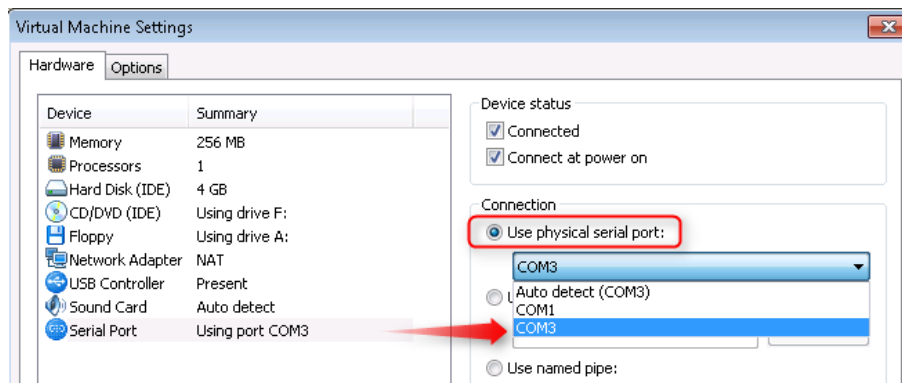 Virtual Machine Settings
Hardware
Options
Device Summary
Memory 256 MB
Processors 1
Hard Disk (IDE) 4 GB
CD/DVD (IDE) Using drive F:
Floppy Using drive A:
Network Adapter NAT
USB Controller Present
Sound Card Auto detect
Serial Port Using port COM3
Device status
Connected
Connect at power on
Connection
Use physical serial port:
COM3
Auto detect (COM3)
COM1
COM3
Use named pipe: